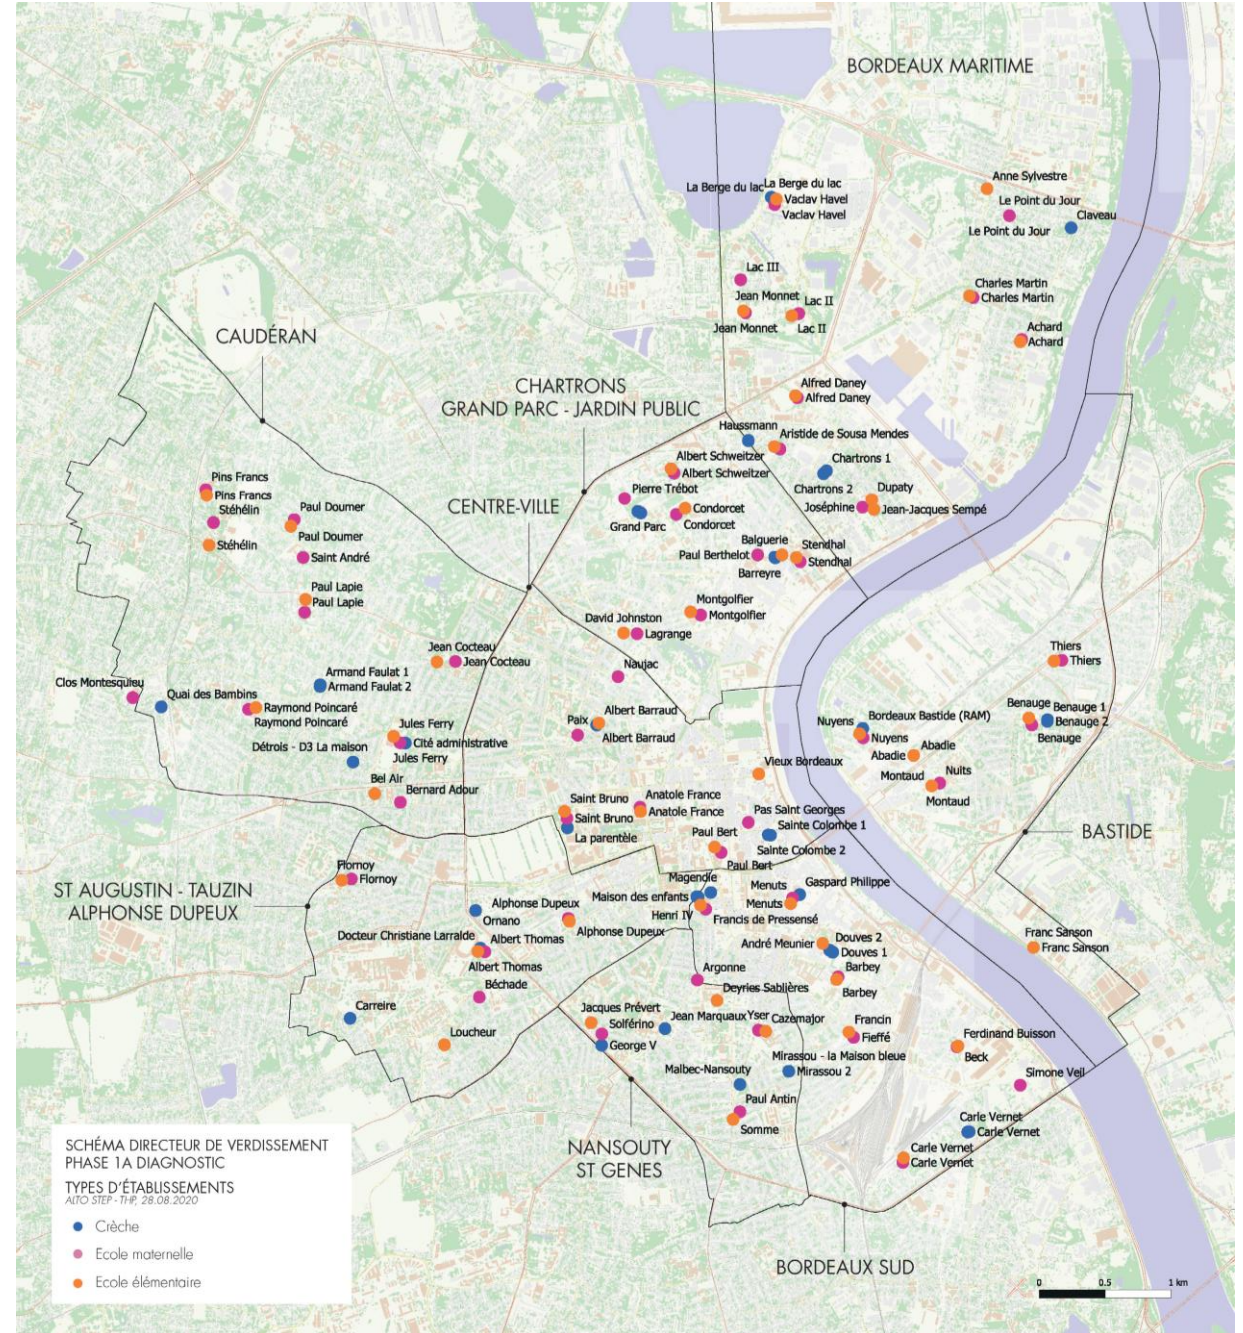 BORDEAUX MARITIME
Anne Sylvestre
La Berge du lac
La Berge du lac
Vaclav Havel
Vaclav Havel
Le Point du Jour
Claveau
Le Point du Jour
Lac III
Charles Martin
Charles Martin
Jean Monnet
Lac II
Jean Monnet
Lac II
Achard
Achard
CAUDÉRAN
CHARTRONS
GRAND PARC - JARDIN PUBLIC
Alfred Daney
Alfred Daney
Haussmann
Aristide de Sousa Mendes
Albert Schweitzer
Albert Schweitzer
Chartrons 1
Chartrons 2
Pins Francs
Pins Francs
Stéhélin
Stéhélin
Paul Doumer
Paul Doumer
Saint André
CENTRE-VILLE
Pierre Trébot
Grand Parc
Condorcet
Condorcet
Dupaty
Joséphine
Jean-Jacques Sempé
Balguerie
Stendhal
Paul Berthelot
Stendhal
Barreyre
Paul Lapie
Paul Lapie
Montgolfier
Montgolfier
David Johnston
Lagrange
Jean Cocteau
Jean Cocteau
Naujac
Thiers
Thiers
Clos Montesquieu
Quai des Bambins
Armand Faulat 1
Armand Faulat 2
Raymond Poincaré
Raymond Poincaré
Jules Ferry
Cité administrative
Jules Ferry
Détrois - D3 La maison
Paix
Albert Barraud
Albert Barraud
Nuyens
Bordeaux Bastide (RAM)
Nuyens
Abadie
Abadie
Benauge
Benauge 1
Benauge 2
Benauge
Bel Air
Bernard Adour
Vieux Bordeaux
Montaud
Nuits
Montaud
Saint Bruno
Saint Bruno
La parentèle
Anatole France
Anatole France
Pas Saint Georges
Sainte Colombe 1
Sainte Colombe 2
Paul Bert
Paul Bert
BASTIDE
Flornoy
Flornoy
ST AUGUSTIN - TAUZIN
ALPHONSE DUPEUX
Magendie
Maison des enfants
Henri IV
Francis de Pressensé
Menuts
Menuts
Gaspard Philippe
Alphonse Dupeux
Ornano
Alphonse Dupeux
Docteur Christiane Larralde
Albert Thomas
Albert Thomas
Béchade
André Meunier
Douves 2
Douves 1
Barbey
Barbey
Franc Sanson
Franc Sanson
Argonne
Deyries Sablières
Carreire
Loucheur
Jacques Prévert
Solférino
George V
Jean Marquaux
Yser
Cazemajor
Francin
Fieffé
Ferdinand Buisson
Beck
Mirassou - la Maison bleue
Mirassou 2
Malbec-Nansouty
Simone Veil
Paul Antin
Somme
Carle Vernet
Carle Vernet
Carle Vernet
Carle Vernet
NANSOUTY
ST GENES
BORDEAUX SUD
SCHÉMA DIRECTEUR DE VERDISSEMENT
PHASE 1A DIAGNOSTIC
TYPES D'ÉTABLISSEMENTS
ALTO STEP - THP, 28.08.2020
Crèche
Ecole maternelle
Ecole élémentaire
0 0.5 1 km